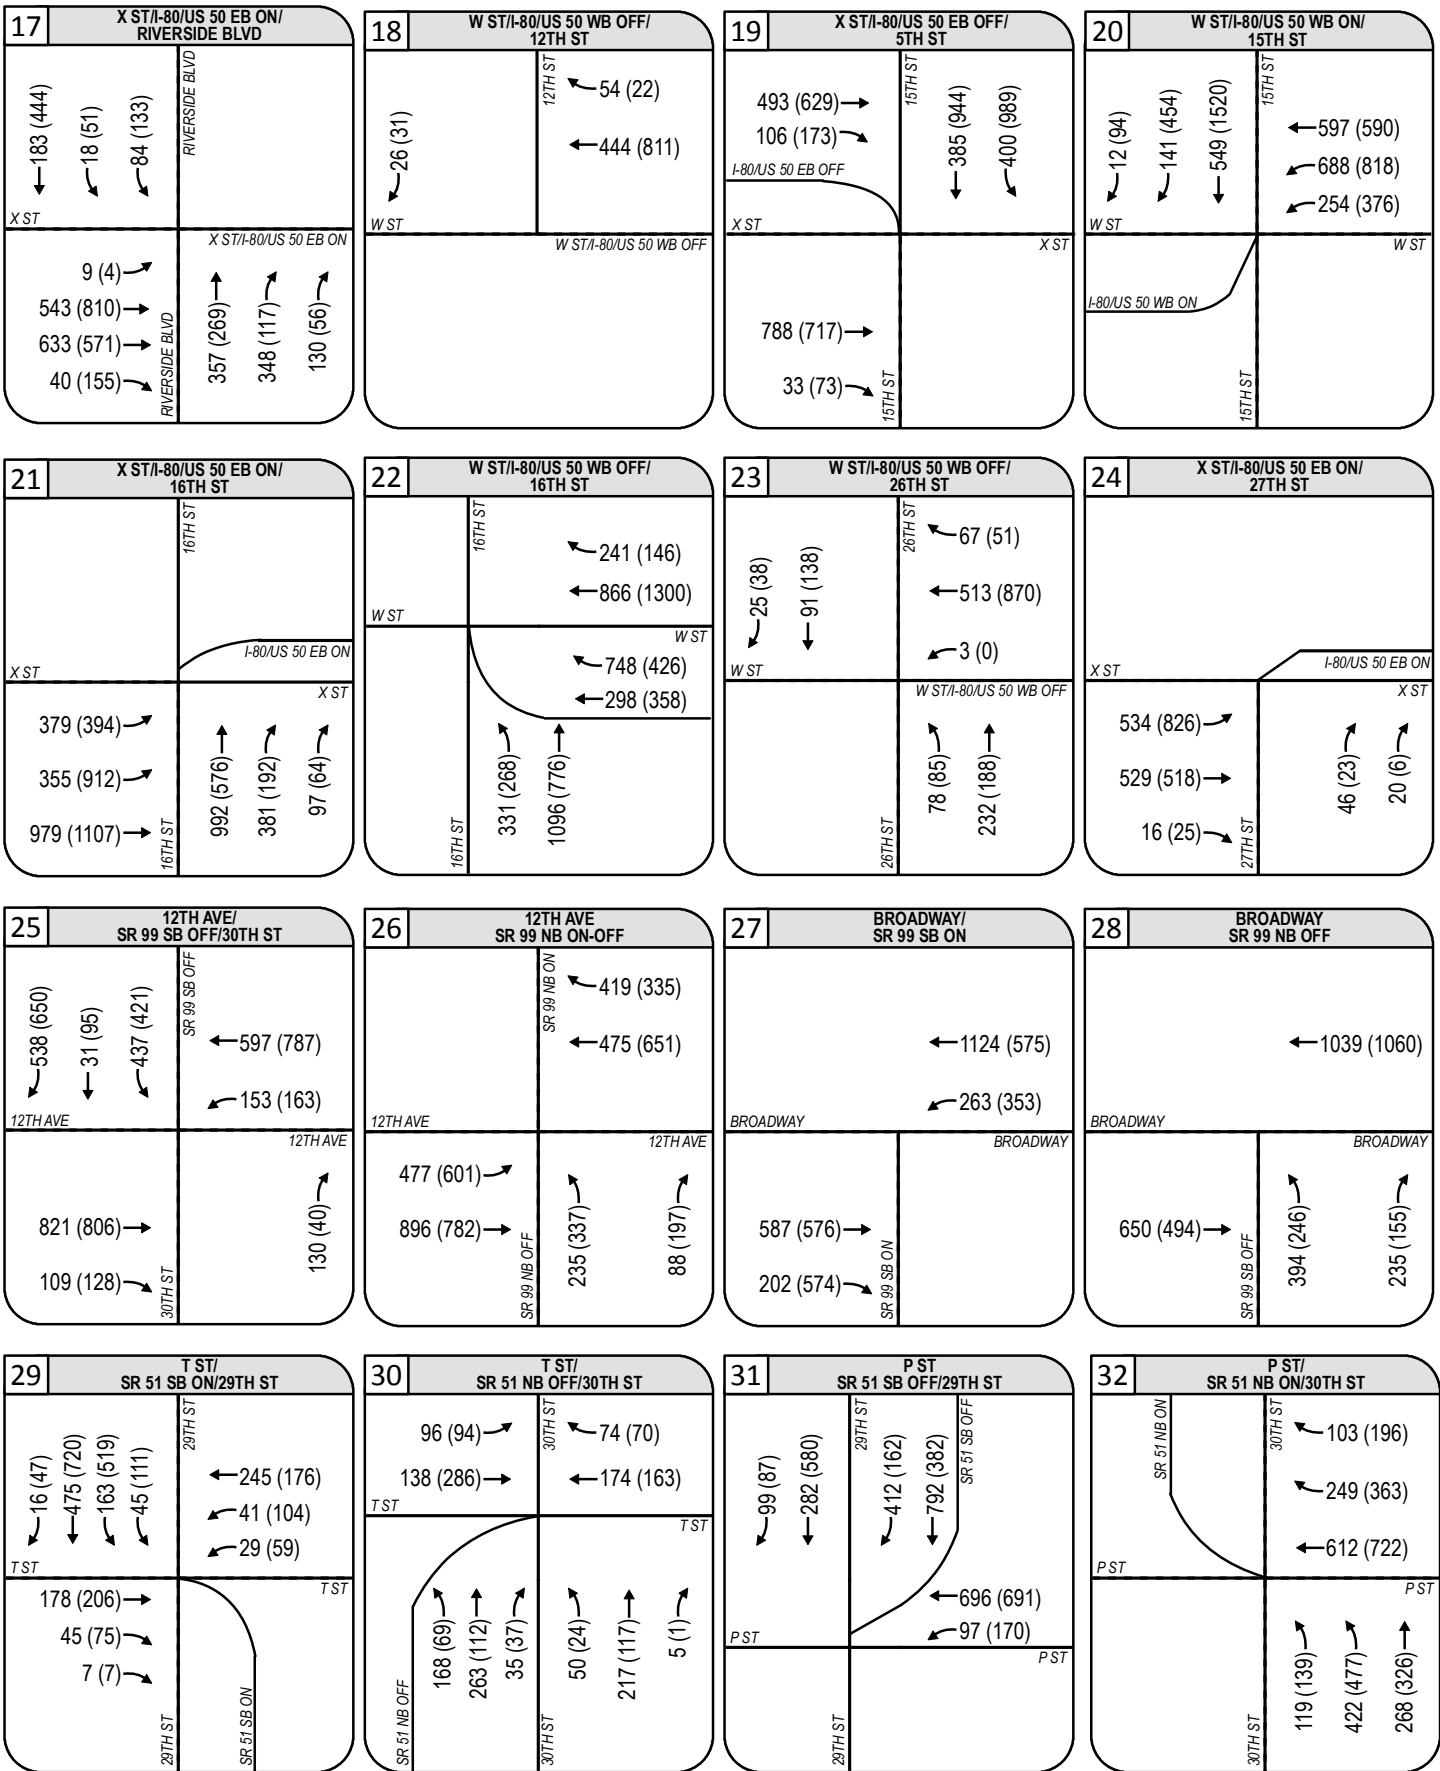 17
X ST/I-80/US 50 EB ON/
RIVERSIDE BLVD
183 (444)
18 (51)
84 (133)
RIVERSIDE BLVD
X ST
X ST/I-80/US 50 EB ON
9 (4)
543 (810)
633 (571)
40 (155)
RIVERSIDE BLVD
357 (269)
348 (117)
130 (56)
18
W ST/I-80/US 50 WB OFF/
12TH ST
26 (31)
12TH ST
54 (22)
444 (811)
W ST
W ST/I-80/US 50 WB OFF
19
X ST/I-80/US 50 EB OFF/
5TH ST
493 (629)
106 (173)
I-80/US 50 EB OFF
15TH ST
385 (944)
400 (989)
X ST
X ST
788 (717)
33 (73)
15TH ST
20
W ST/I-80/US 50 WB ON/
15TH ST
12 (94)
141 (454)
549 (1520)
15TH ST
597 (590)
688 (818)
254 (376)
W ST
W ST
I-80/US 50 WB ON
15TH ST
21
X ST/I-80/US 50 EB ON/
16TH ST
16TH ST
I-80/US 50 EB ON
X ST
X ST
379 (394)
355 (912)
979 (1107)
16TH ST
992 (576)
381 (192)
97 (64)
22
W ST/I-80/US 50 WB OFF/
16TH ST
16TH ST
241 (146)
866 (1300)
W ST
W ST
748 (426)
298 (358)
16TH ST
331 (268)
1096 (776)
23
W ST/I-80/US 50 WB OFF/
26TH ST
25 (38)
91 (138)
26TH ST
67 (51)
513 (870)
3 (0)
W ST
W ST/I-80/US 50 WB OFF
26TH ST
78 (85)
232 (188)
24
X ST/I-80/US 50 EB ON/
27TH ST
I-80/US 50 EB ON
X ST
X ST
534 (826)
529 (518)
16 (25)
27TH ST
46 (23)
20 (6)
25
12TH AVE/
SR 99 SB OFF/30TH ST
538 (650)
31 (95)
437 (421)
SR 99 SB OFF
597 (787)
153 (163)
12TH AVE
12TH AVE
821 (806)
109 (128)
30TH ST
130 (40)
26
12TH AVE
SR 99 NB ON-OFF
SR 99 NB ON
419 (335)
475 (651)
12TH AVE
12TH AVE
477 (601)
896 (782)
SR 99 NB OFF
235 (337)
88 (197)
27
BROADWAY/
SR 99 SB ON
1124 (575)
263 (353)
BROADWAY
BROADWAY
587 (576)
202 (574)
SR 99 SB ON
28
BROADWAY
SR 99 NB OFF
1039 (1060)
BROADWAY
BROADWAY
650 (494)
SR 99 SB OFF
394 (246)
235 (155)
29
T ST/
SR 51 SB ON/29TH ST
16 (47)
475 (720)
163 (519)
45 (111)
29TH ST
245 (176)
41 (104)
29 (59)
T ST
T ST
178 (206)
45 (75)
7 (7)
29TH ST
SR 51 SB ON
30
T ST/
SR 51 NB OFF/30TH ST
96 (94)
138 (286)
30TH ST
74 (70)
174 (163)
T ST
T ST
SR 51 NB OFF
168 (69)
263 (112)
35 (37)
30TH ST
50 (24)
217 (117)
5 (1)
31
P ST
SR 51 SB OFF/29TH ST
99 (87)
282 (580)
29TH ST
412 (162)
792 (382)
SR 51 SB OFF
696 (691)
97 (170)
P ST
P ST
29TH ST
32
P ST/
SR 51 NB ON/30TH ST
SR 51 NB ON
30TH ST
103 (196)
249 (363)
612 (722)
P ST
P ST
30TH ST
119 (139)
422 (477)
268 (326)